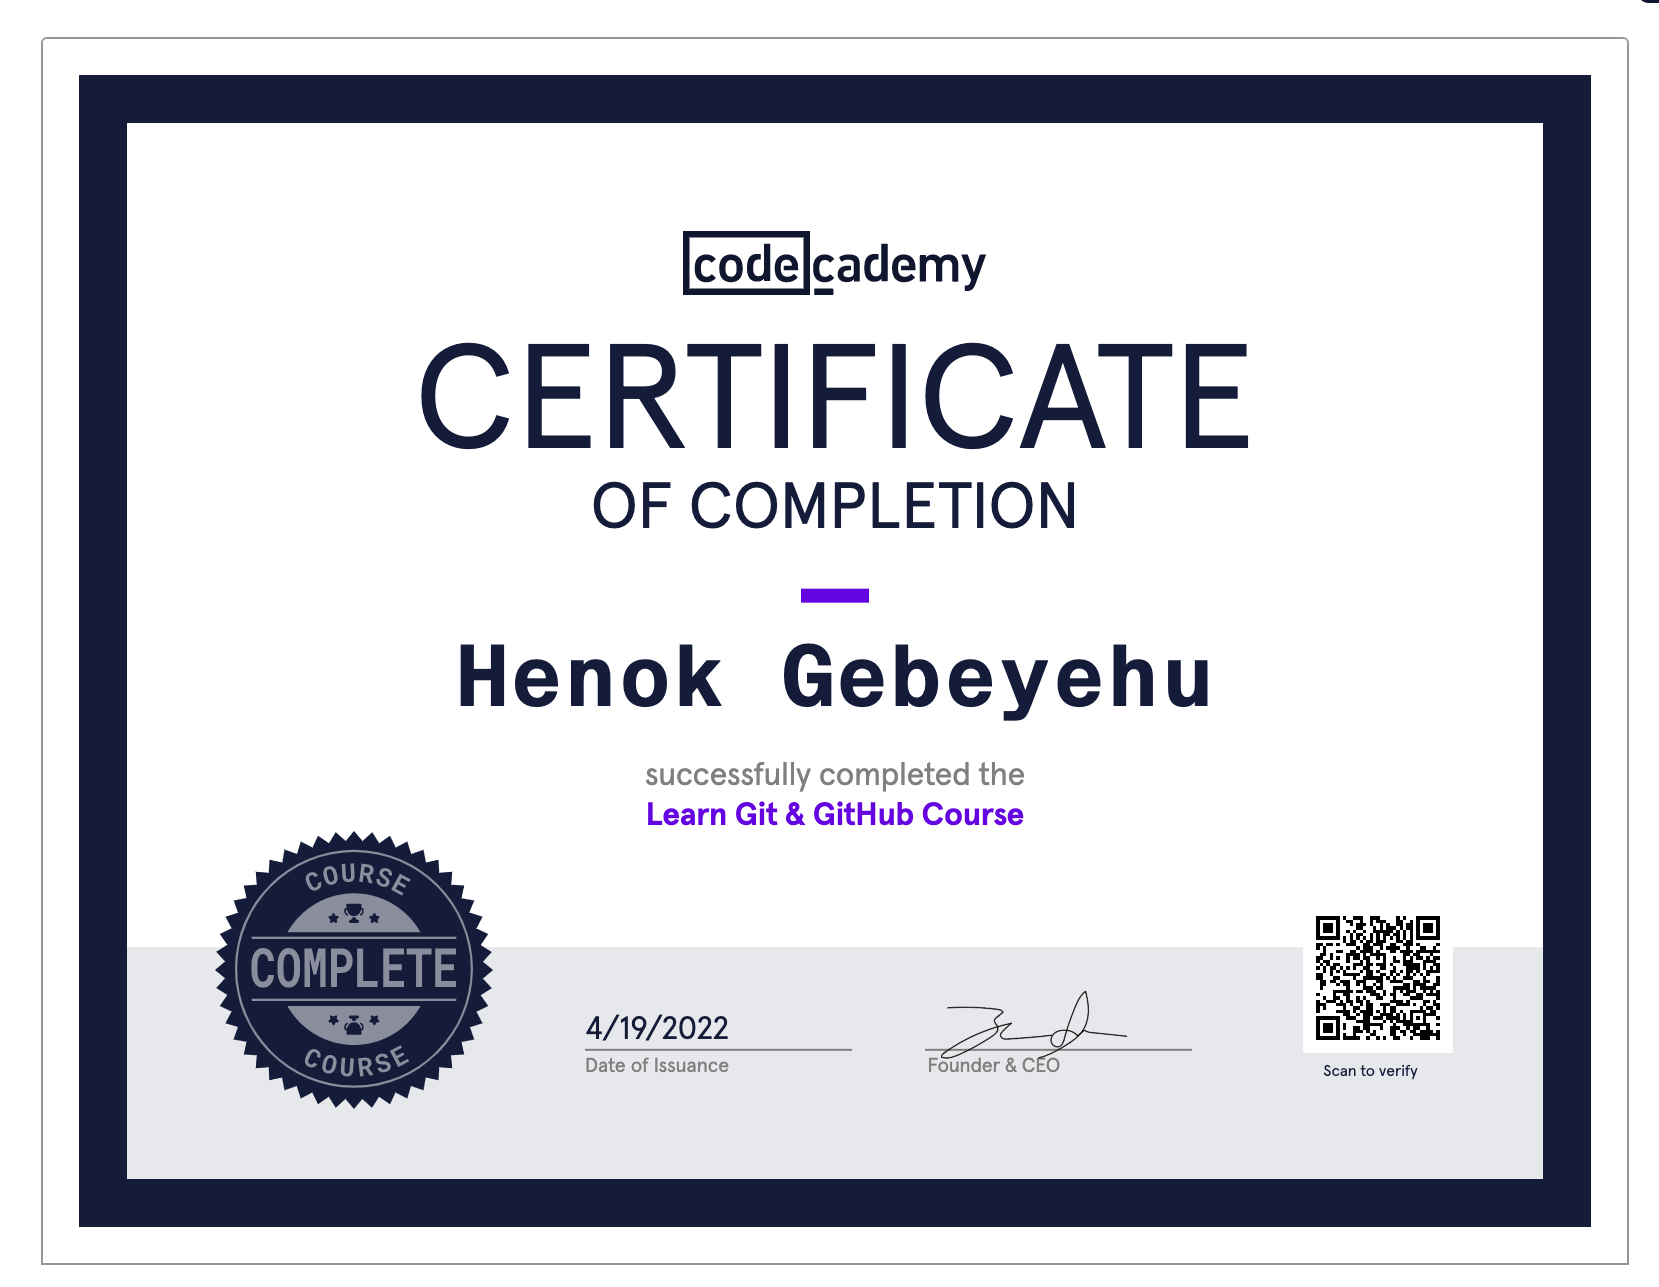 codecademy
CERTIFICATE
OF COMPLETION
Henok Gebeyehu
successfully completed the
Learn Git & GitHub Course
COURSE
COMPLETE
COURSE
4/19/2022
Date of Issuance
Founder & CEO
Scan to verify